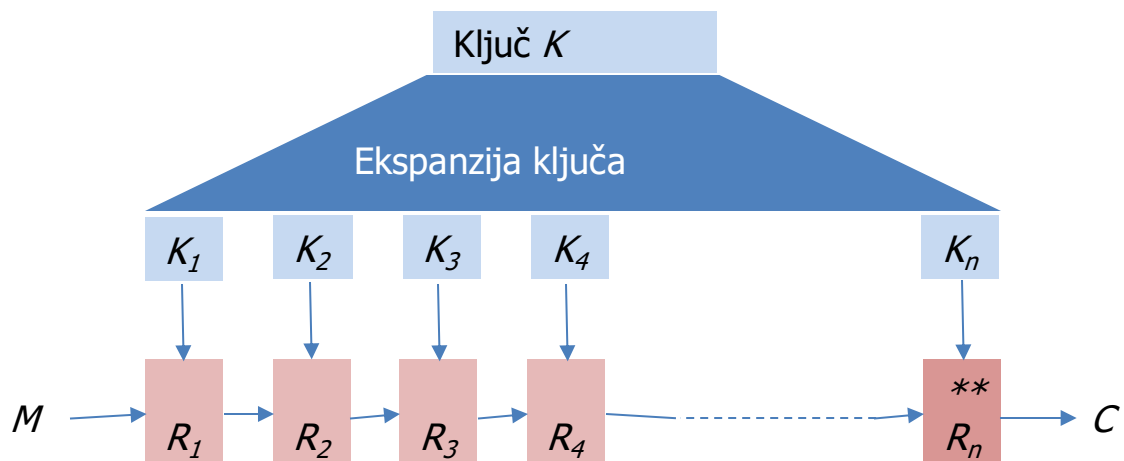 Ključ K
Ekspanzija ključa
K₁ K₂ K₃ K₄ Kₙ
**
M R₁ R₂ R₃ R₄ Rₙ C